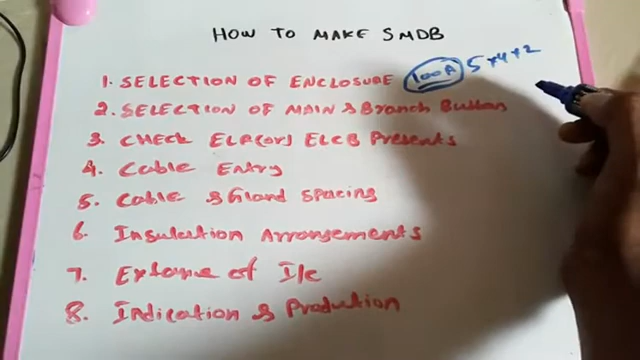 HOW TO MAKE SMDB
1. SELECTION OF ENCLOSURE 100A 5*4*2
2. SELECTION OF MAIN & Branch Button
3. CHECK ELR(or) ELCB Presents
4. Cable Entry
5. Cable & Gland Spacing
6. Insulation Arrangements
7. of I/c
8. Indication & Production